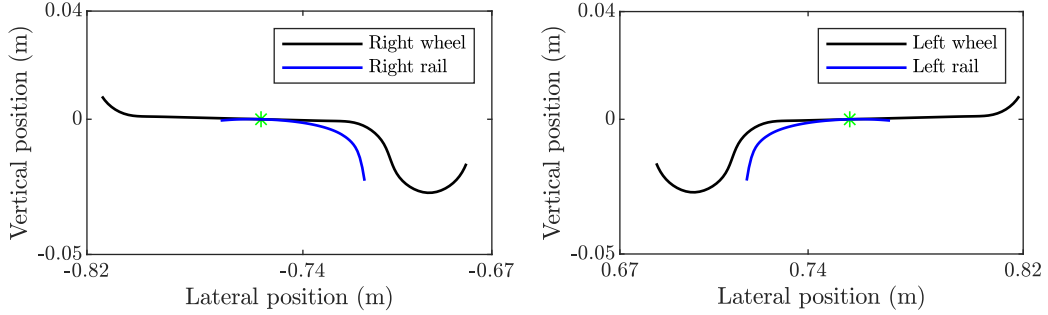 0.04
0
-0.05
Vertical position (m)
-0.82
-0.74
-0.67
Lateral position (m)
Right wheel
Right rail
0.04
0
-0.05
Vertical position (m)
0.67
0.74
0.82
Lateral position (m)
Left wheel
Left rail